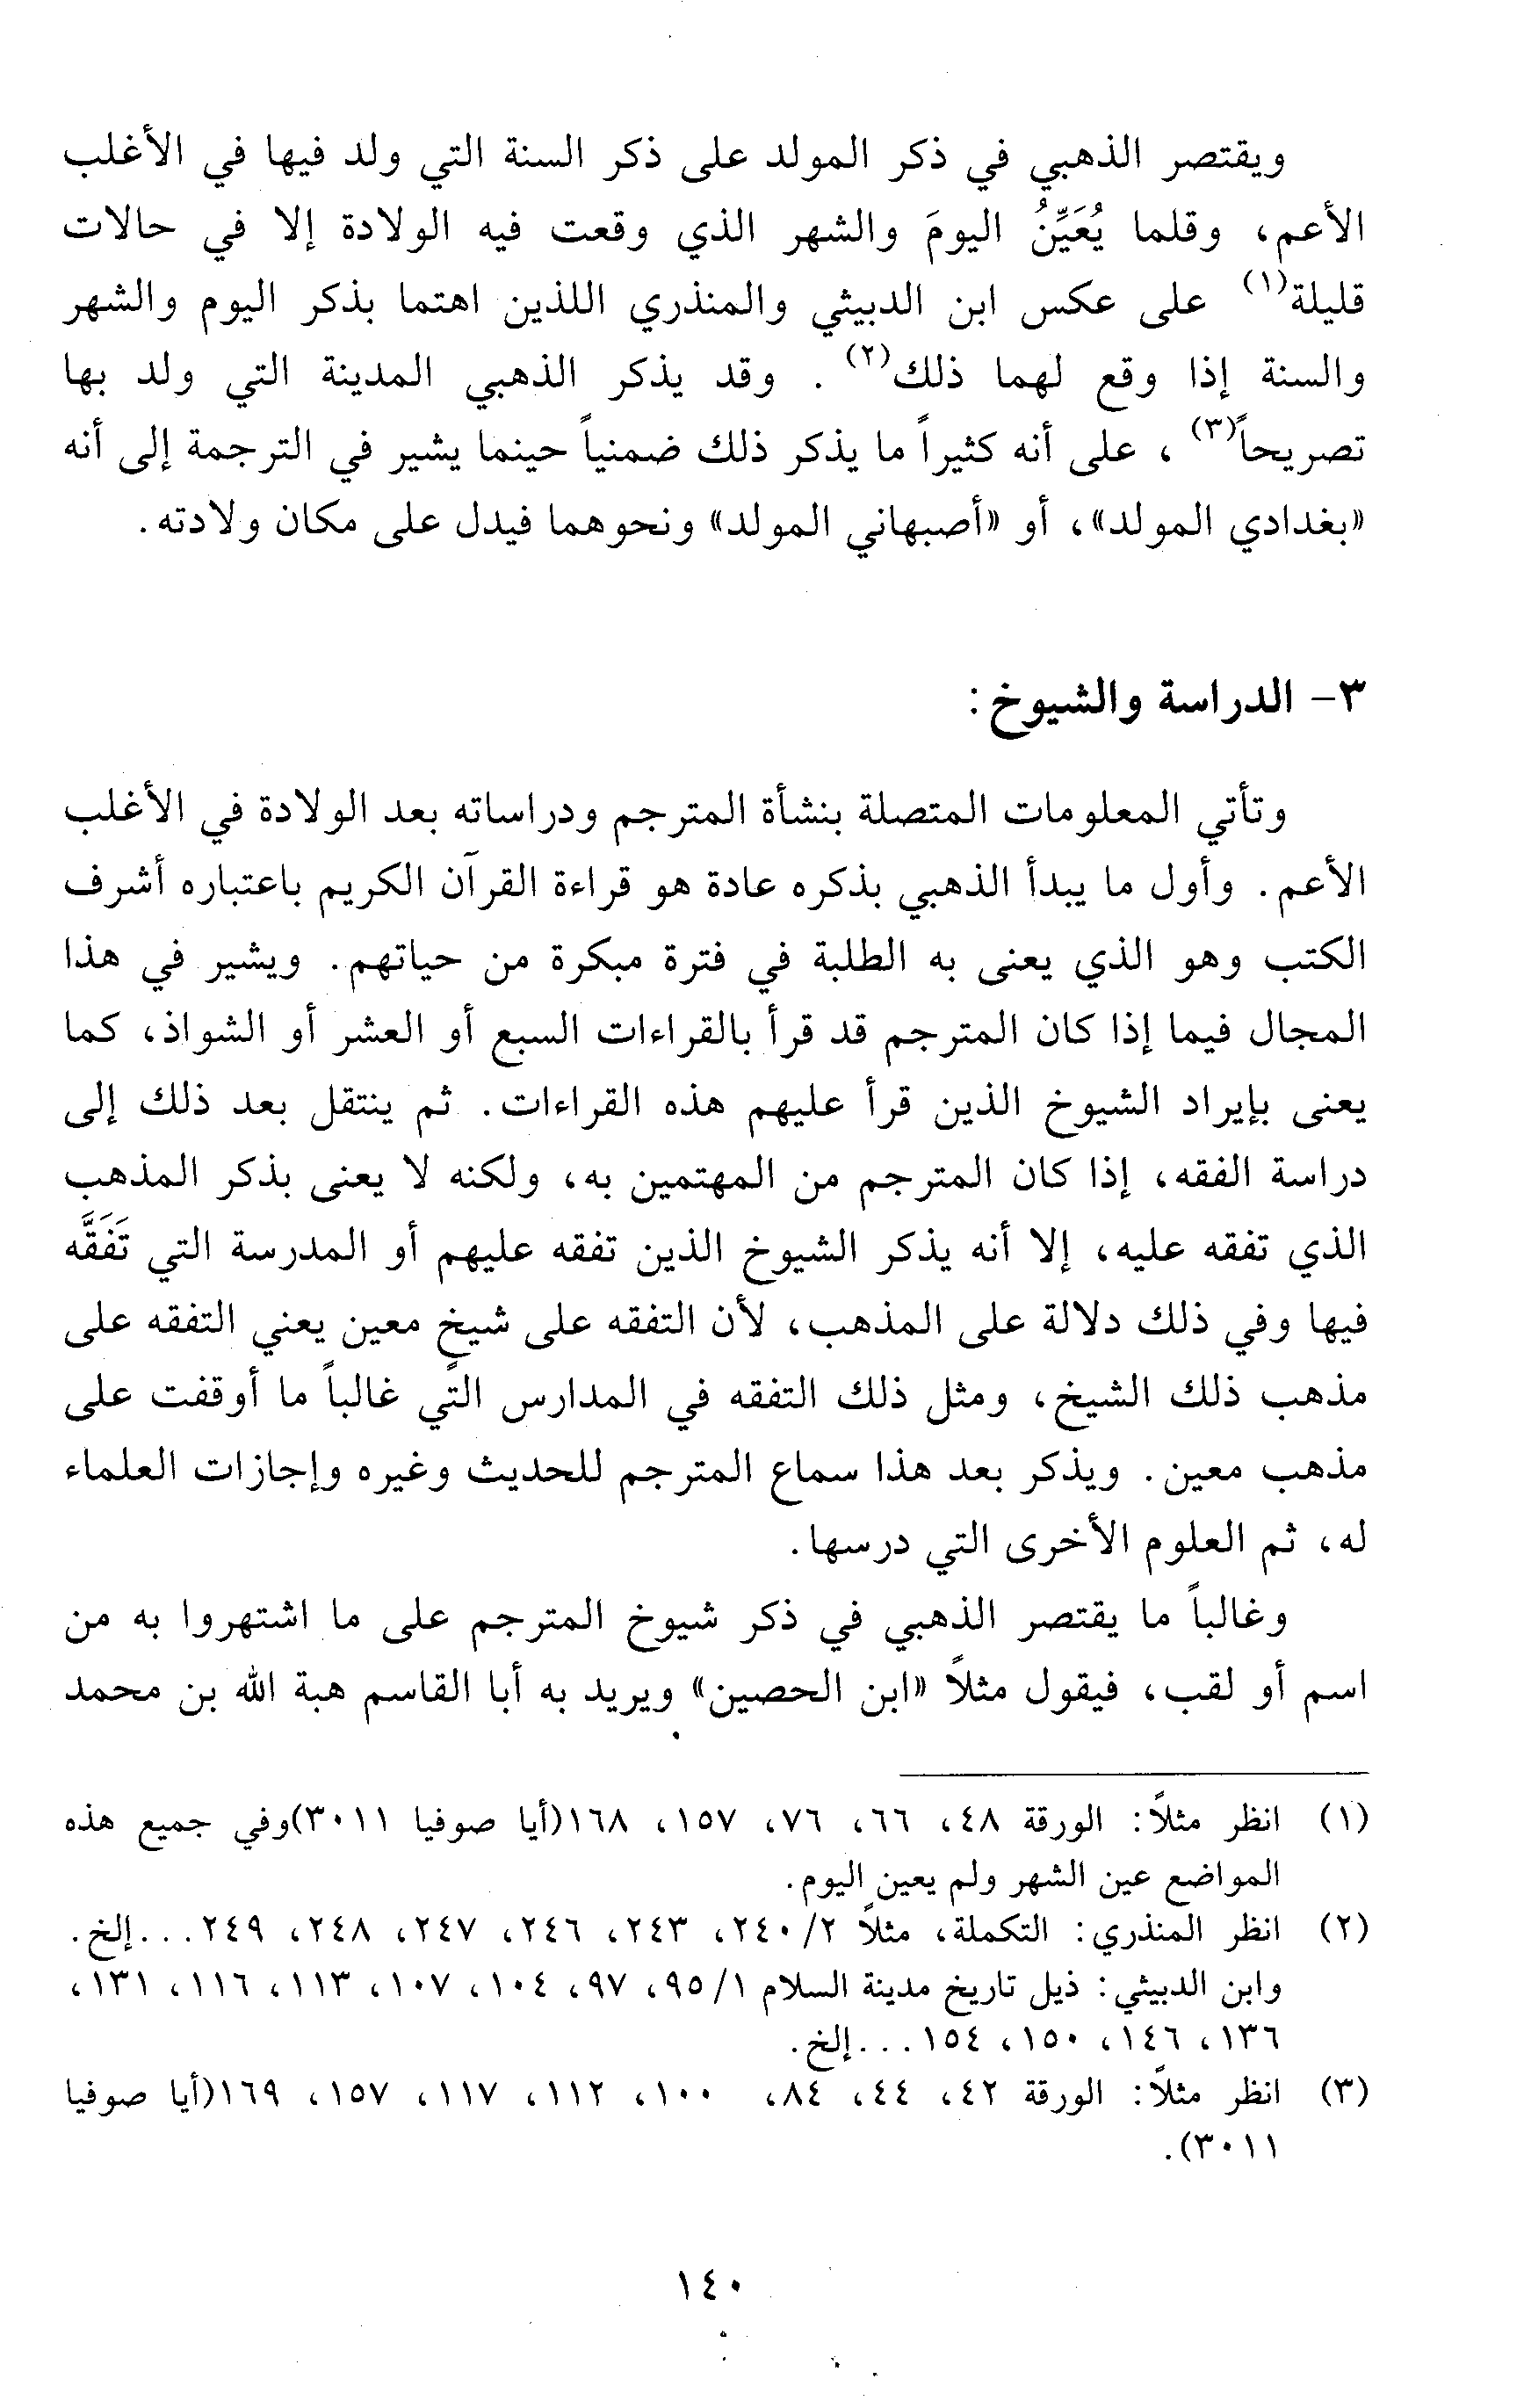 ويقتصر الذهبي في ذكر المولد على ذكر السنة التي ولد فيها في الأغلب
الأعم، وقلما يُعَيِّنُ اليومَ والشهر الذي وقعت فيه الولادة إلا في حالات
قليلة(١) على عكس ابن الدبيثي والمنذري اللذين اهتما بذكر اليوم والشهر
والسنة إذا وقع لهما ذلك(٢) . وقد يذكر الذهبي المدينة التي ولد بها
تصريحاً(٣) ، على أنه كثيراً ما يذكر ذلك ضمنياً حينما يشير في الترجمة إلى أنه
«بغدادي المولد»، أو «أصبهاني المولد» ونحوهما فيدل على مكان ولادته.
٣- الدراسة والشيوخ:
وتأتي المعلومات المتصلة بنشأة المترجم ودراساته بعد الولادة في الأغلب
الأعم. وأول ما يبدأ الذهبي بذكره عادة هو قراءة القرآن الكريم باعتباره أشرف
الكتب وهو الذي يعنى به الطلبة في فترة مبكرة من حياتهم. ويشير في هذا
المجال فيما إذا كان المترجم قد قرأ بالقراءات السبع أو العشر أو الشواذ، كما
يعنى بإيراد الشيوخ الذين قرأ عليهم هذه القراءات. ثم ينتقل بعد ذلك إلى
دراسة الفقه، إذا كان المترجم من المهتمين به، ولكنه لا يعنى بذكر المذهب
الذي تفقه عليه، إلا أنه يذكر الشيوخ الذين تفقه عليهم أو المدرسة التي تَفَقَّه
فيها وفي ذلك دلالة على المذهب، لأن التفقه على شيخٍ معين يعني التفقه على
مذهب ذلك الشيخ، ومثل ذلك التفقه في المدارس التي غالباً ما أوقفت على
مذهب معين. ويذكر بعد هذا سماع المترجم للحديث وغيره وإجازات العلماء
له، ثم العلوم الأخرى التي درسها.
وغالباً ما يقتصر الذهبي في ذكر شيوخ المترجم على ما اشتهروا به من
اسم أو لقب، فيقول مثلاً «ابن الحصين» ويريد به أبا القاسم هبة الله بن محمد
(١) انظر مثلاً: الورقة ٤٨، ٦٦، ٧٦، ١٥٧، ١٦٨(أيا صوفيا ٣٠١١)وفي جميع هذه
المواضع عين الشهر ولم يعين اليوم.
(٢) انظر المنذري: التكملة، مثلاً ٢/ ٢٤٠، ٢٤٣، ٢٤٦، ٢٤٧، ٢٤٨، ٢٤٩...إلخ.
وابن الدبيثي: ذيل تاريخ مدينة السلام ١/ ٩٥، ٩٧، ١٠٤، ١٠٧، ١١٣، ١١٦، ١٣١،
١٣٦، ١٤٦، ١٥٠، ١٥٤...إلخ.
(٣) انظر مثلاً: الورقة ٤٢، ٤٤، ٨٤، ١٠٠، ١١٢، ١١٧، ١٥٧، ١٦٩(أيا صوفيا
٣٠١١).
١٤٠